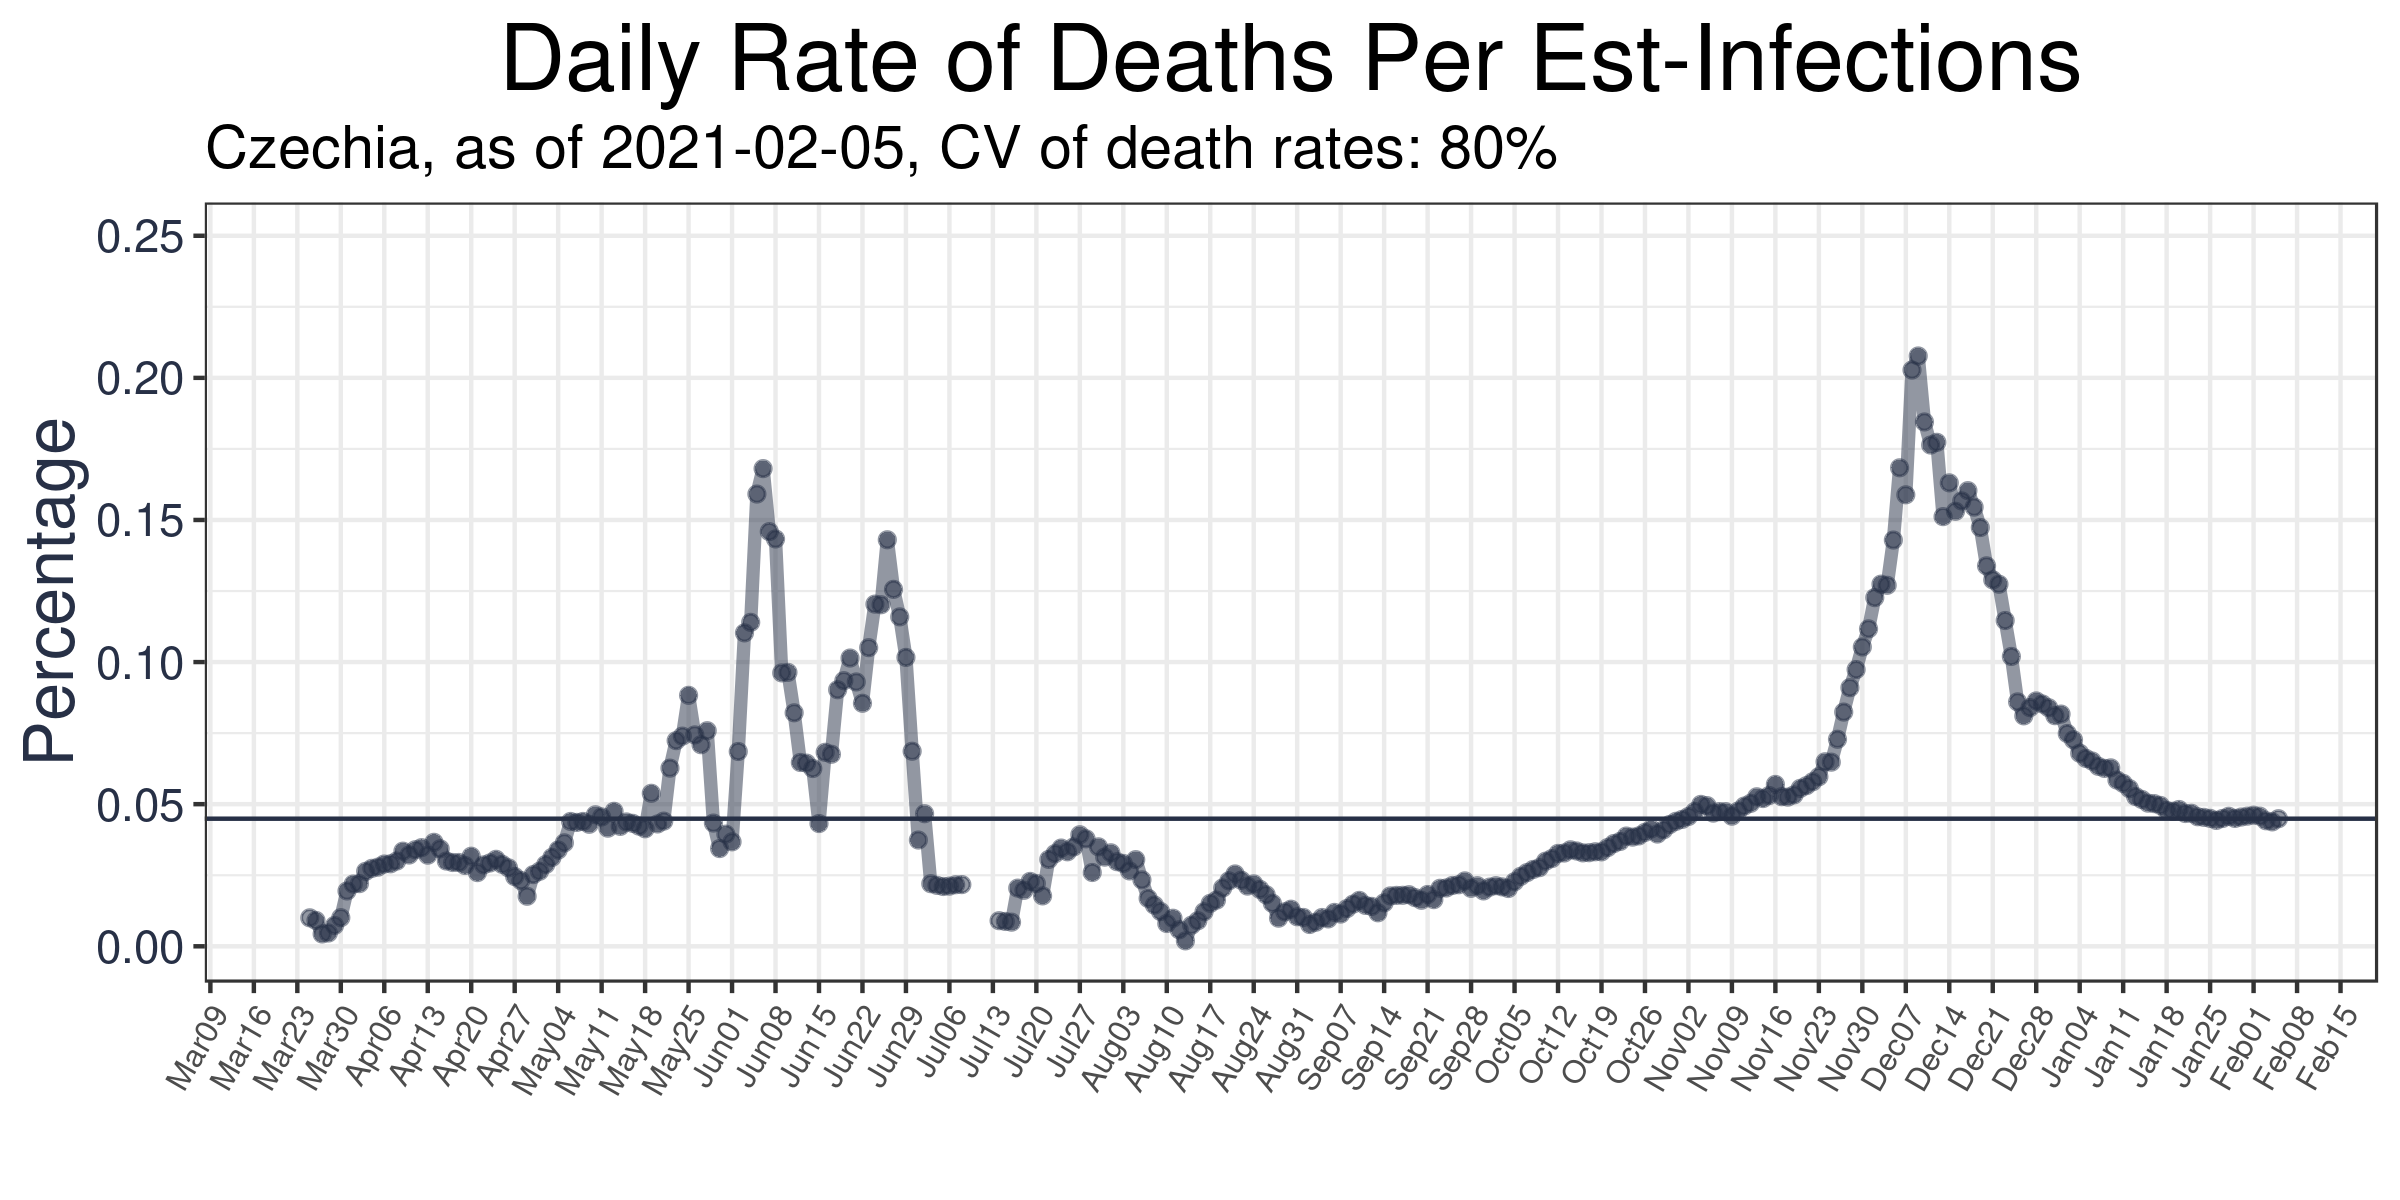 Daily Rate of Deaths Per Est-Infections
Czechia, as of 2021-02-05, CV of death rates: 80%
Percentage
0.25
0.20
0.15
0.10
0.05
0.00
Mar09
Mar16
Mar23
Mar30
Apr06
Apr13
Apr20
Apr27
May04
May11
May18
May25
Jun01
Jun08
Jun15
Jun22
Jun29
Jul06
Jul13
Jul20
Jul27
Aug03
Aug10
Aug17
Aug24
Aug31
Sep07
Sep14
Sep21
Sep28
Oct05
Oct12
Oct19
Oct26
Nov02
Nov09
Nov16
Nov23
Nov30
Dec07
Dec14
Dec21
Dec28
Jan04
Jan11
Jan18
Jan25
Feb01
Feb08
Feb15